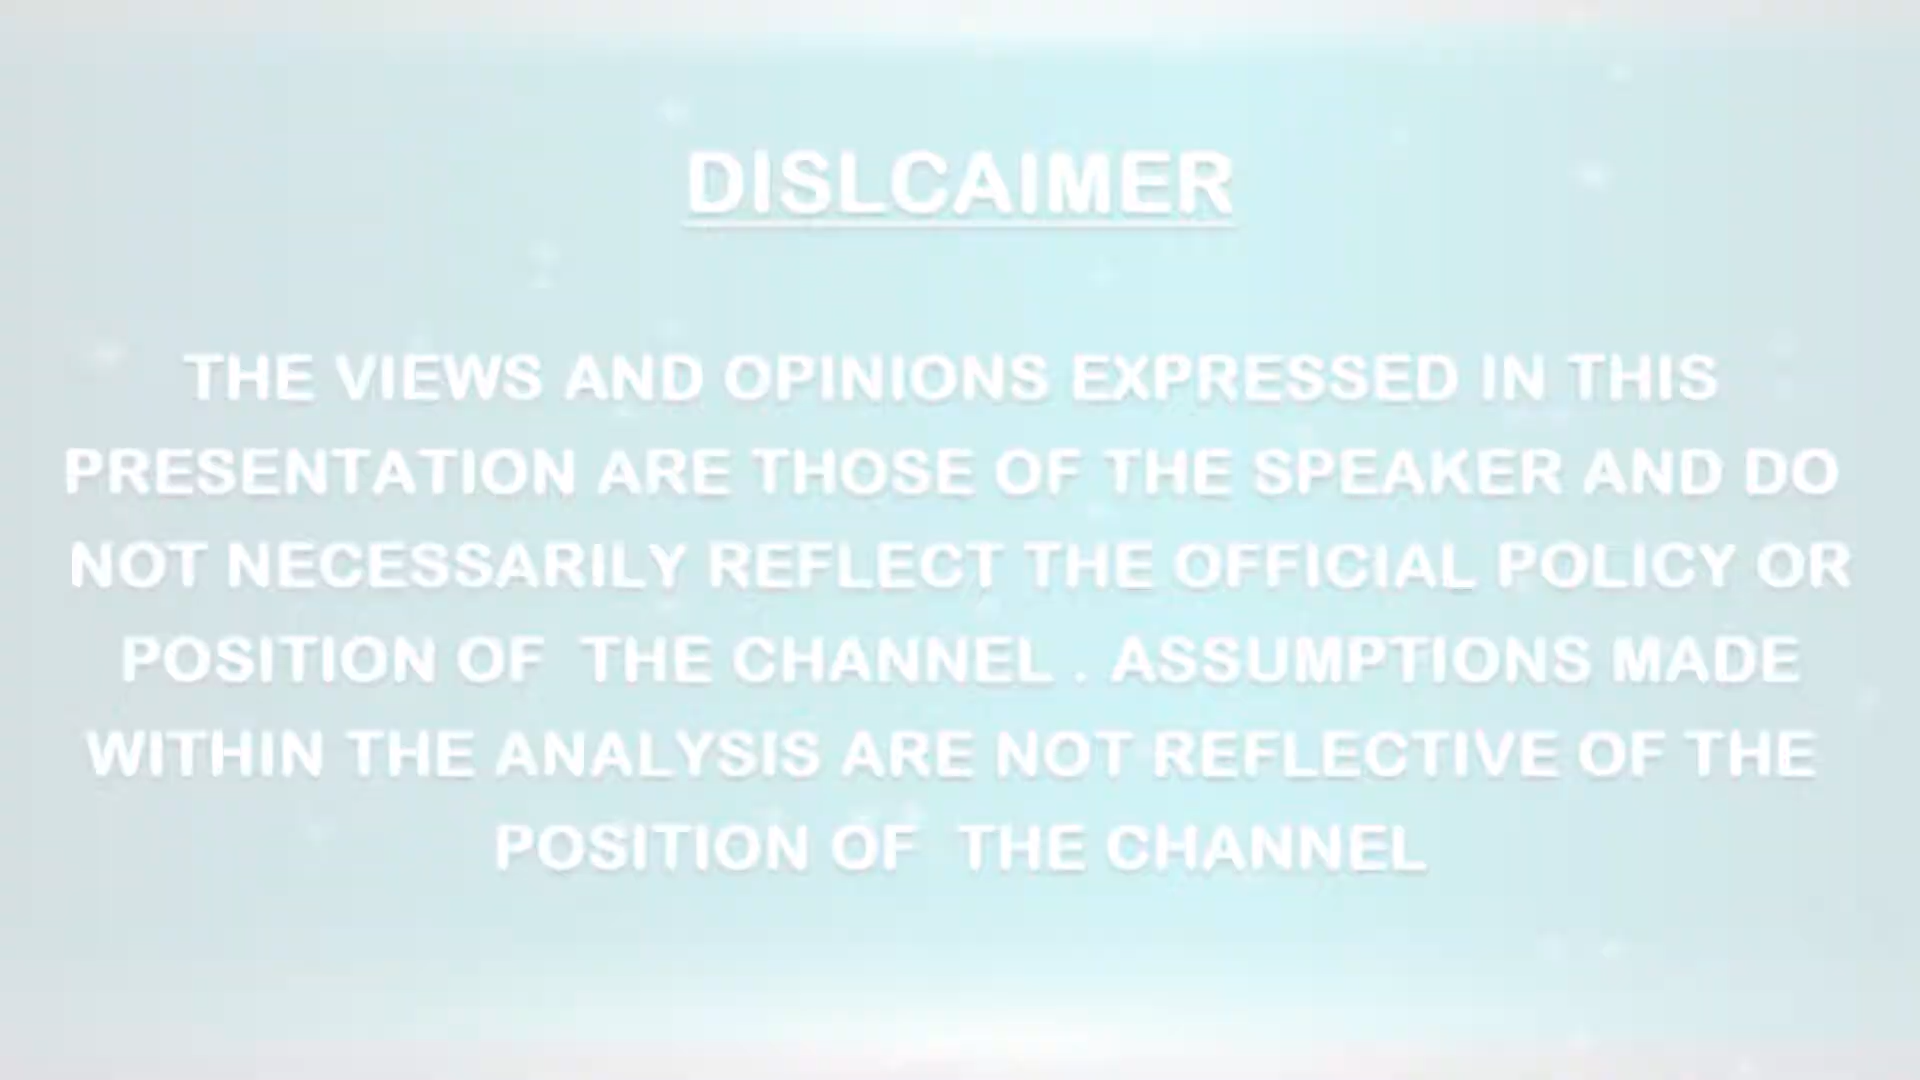 DISLCAIMER
THE VIEWS AND OPINIONS EXPRESSED IN THIS
PRESENTATION ARE THOSE OF THE SPEAKER AND DO
NOT NECESSARILY REFLECT THE OFFICIAL POLICY OR
POSITION OF  THE CHANNEL . ASSUMPTIONS MADE
WITHIN THE ANALYSIS ARE NOT REFLECTIVE OF THE
POSITION OF  THE CHANNEL